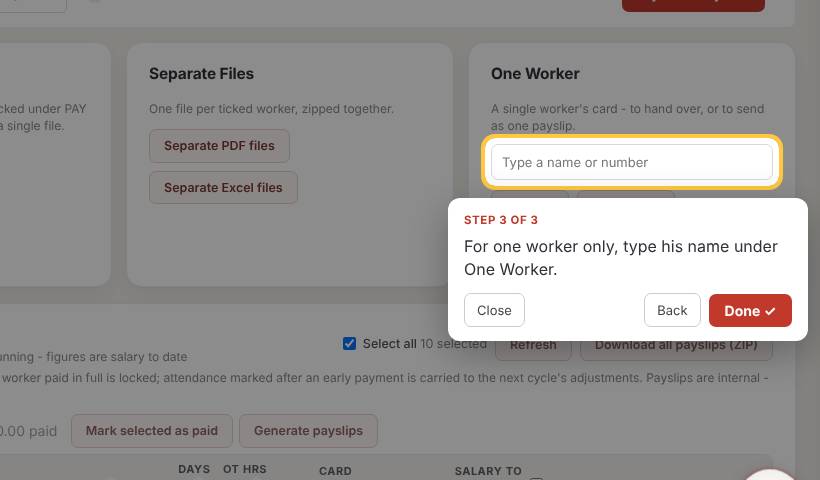 Separate Files
One Worker
cked under PAY
a single file.
One file per ticked worker, zipped together.
A single worker's card - to hand over, or to send
as one payslip.
Separate PDF files
Separate Excel files
Type a name or number
STEP 3 OF 3
For one worker only, type his name under
One Worker.
Close
Back
Done ✓
Select all 10 selected
Refresh
Download all payslips (ZIP)
unning - figures are salary to date
worker paid in full is locked; attendance marked after an early payment is carried to the next cycle's adjustments. Payslips are internal -
0.00 paid
Mark selected as paid
Generate payslips
DAYS
OT HRS
CARD
SALARY TO